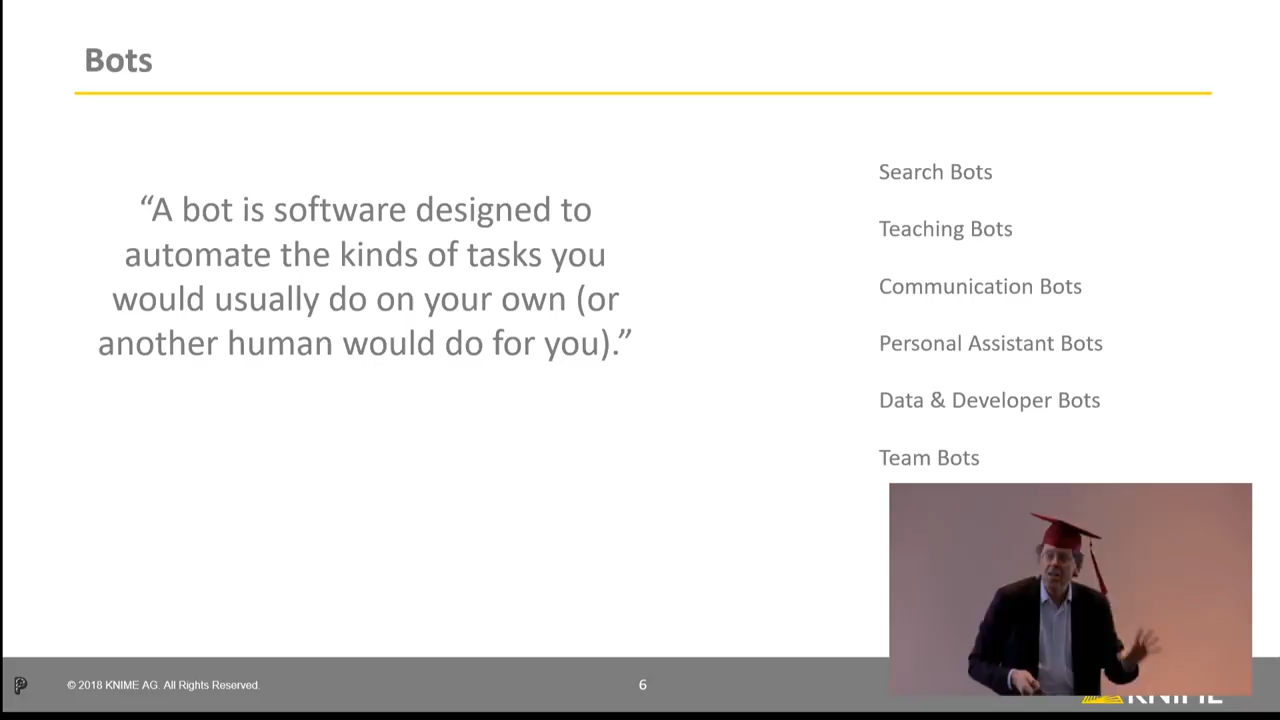 Bots
“A bot is software designed to
automate the kinds of tasks you
would usually do on your own (or
another human would do for you).”
Search Bots
Teaching Bots
Communication Bots
Personal Assistant Bots
Data & Developer Bots
Team Bots
© 2018 KNIME AG. All Rights Reserved.
6
KNIME